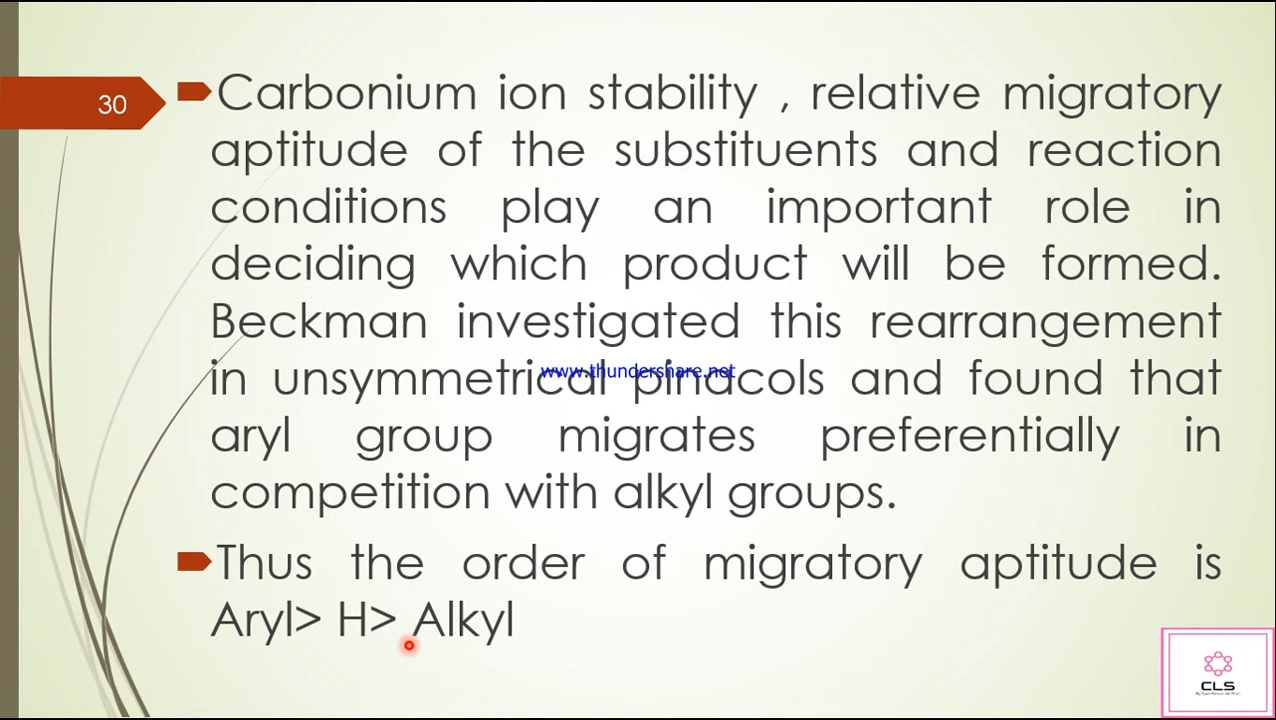 30
Carbonium ion stability , relative migratory
aptitude of the substituents and reaction
conditions play an important role in
deciding which product will be formed.
Beckman investigated this rearrangement
in unsymmetrical pinacols and found that
www.thundershare.net
aryl group migrates preferentially in
competition with alkyl groups.
Thus the order of migratory aptitude is
Aryl> H> Alkyl
CLS